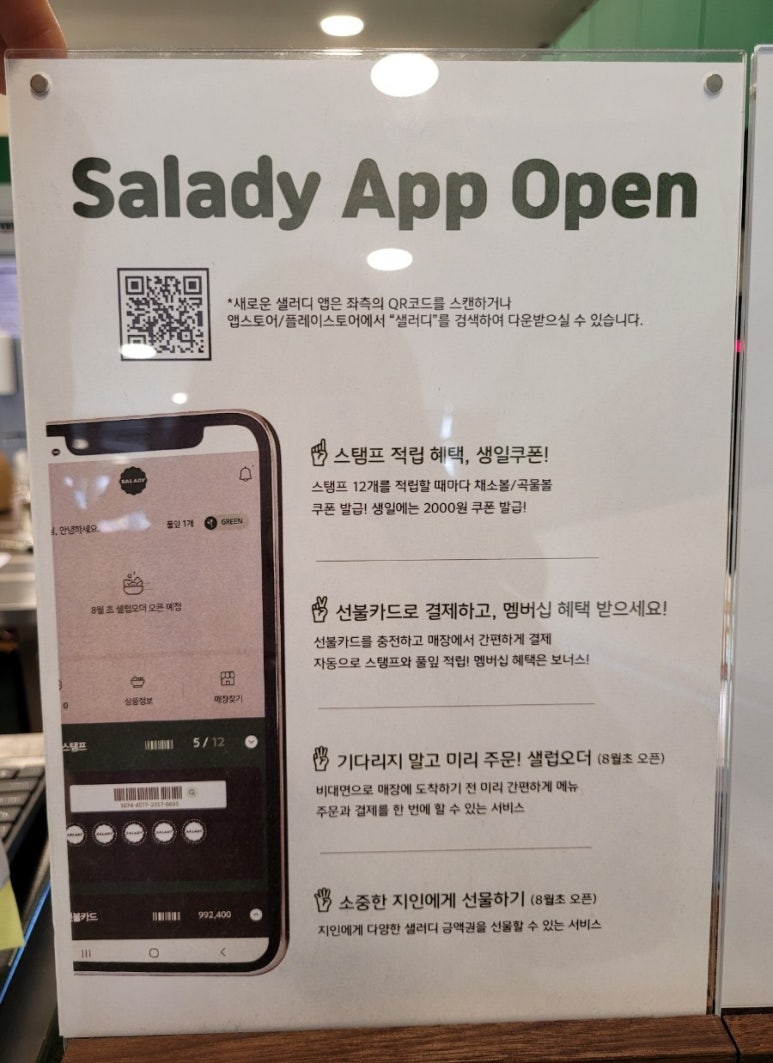 Salady App Open
*새로운 샐러디 앱은 좌측의 QR코드를 스캔하거나
앱스토어/플레이스토어에서 “샐러디”를 검색하여 다운받으실 수 있습니다.
SALADY
님, 안녕하세요.
풀잎 1개
GREEN
8월 초 샐럽오더 오픈 예정
0
상품정보
매장찾기
스탬프
5 / 12
SALADY SALADY SALADY SALADY SALADY
불카드
992,400
스탬프 적립 혜택, 생일쿠폰!
스탬프 12개를 적립할 때마다 채소볼/곡물볼
쿠폰 발급! 생일에는 2000원 쿠폰 발급!
선불카드로 결제하고, 멤버십 혜택 받으세요!
선불카드를 충전하고 매장에서 간편하게 결제
자동으로 스탬프와 풀잎 적립! 멤버십 혜택은 보너스!
기다리지 말고 미리 주문! 샐럽오더 (8월초 오픈)
비대면으로 매장에 도착하기 전 미리 간편하게 메뉴
주문과 결제를 한 번에 할 수 있는 서비스
소중한 지인에게 선물하기 (8월초 오픈)
지인에게 다양한 샐러디 금액권을 선물할 수 있는 서비스